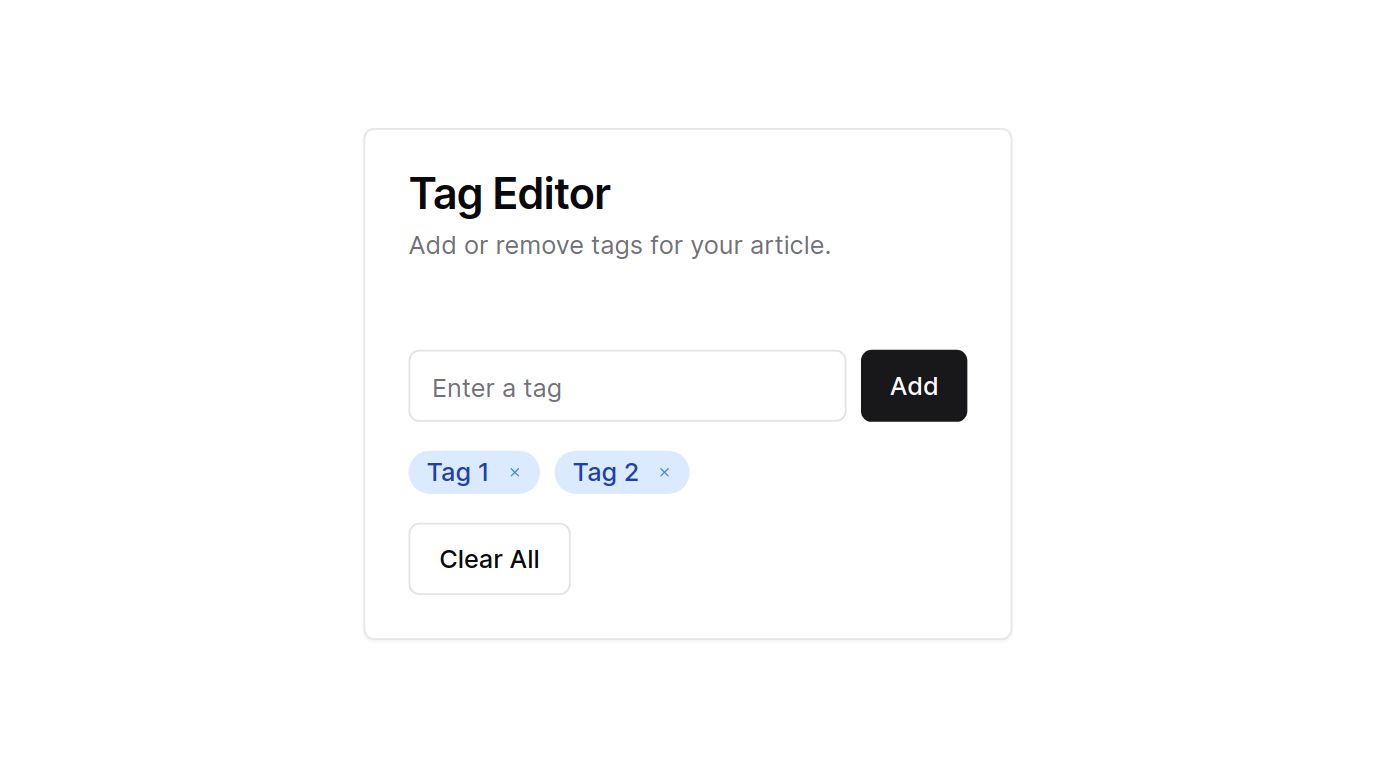 Tag Editor
Add or remove tags for your article.
Enter a tag Add
Tag 1 × Tag 2 ×
Clear All